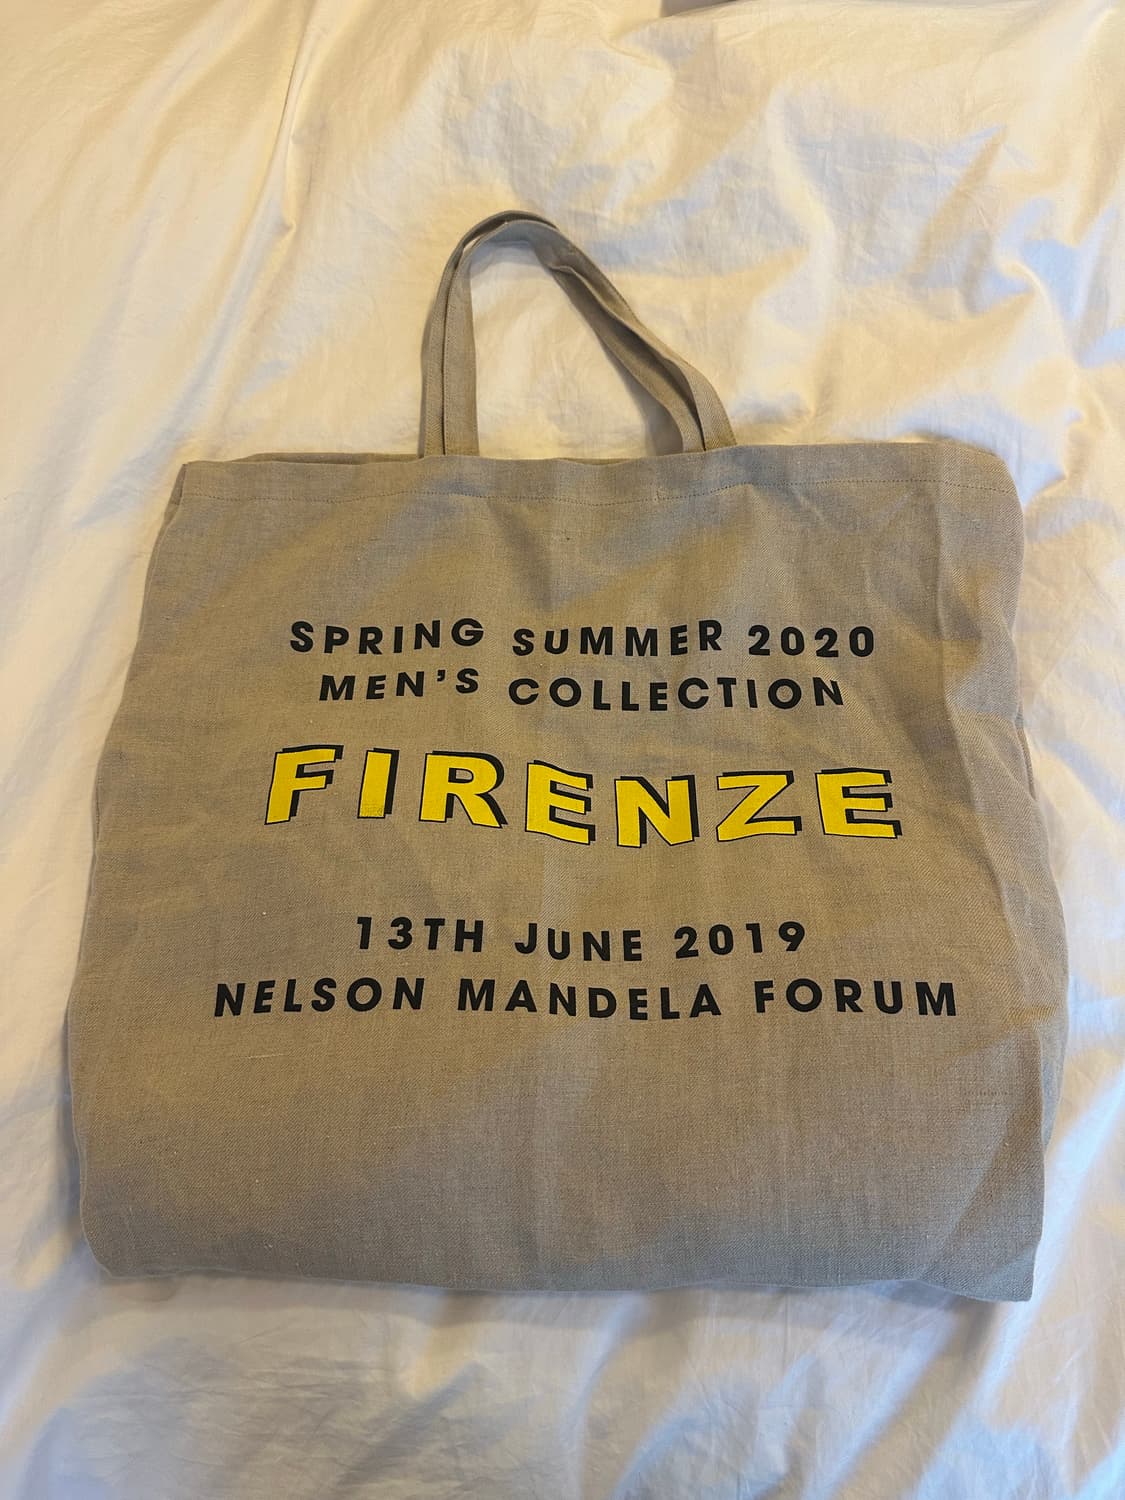 SPRING SUMMER 2020
MEN'S COLLECTION
FIRENZE
13TH JUNE 2019
NELSON MANDELA FORUM